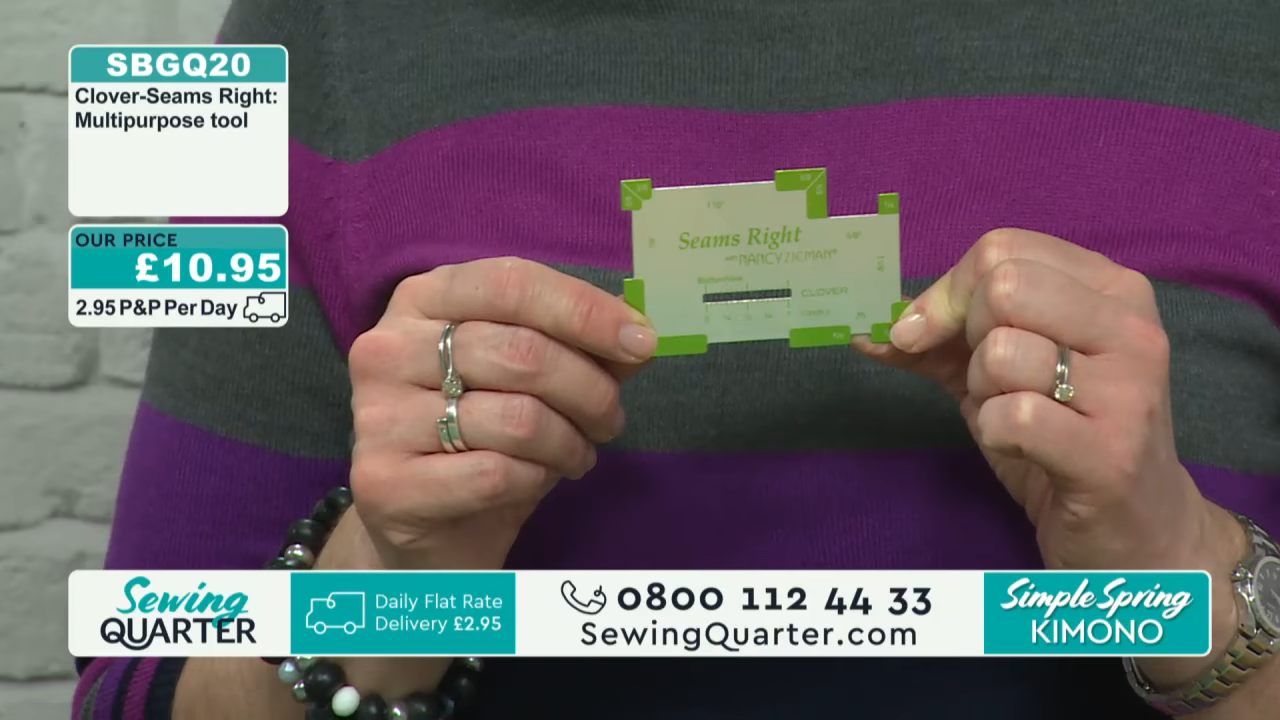 SBGQ20
Clover-Seams Right:
Multipurpose tool
OUR PRICE
£10.95
2.95 P&P Per Day
Seams Right
with NANCY ZIEMAN®
CLOVER
Sewing
QUARTER
Daily Flat Rate
Delivery £2.95
0800 112 44 33
SewingQuarter.com
Simple Spring
KIMONO